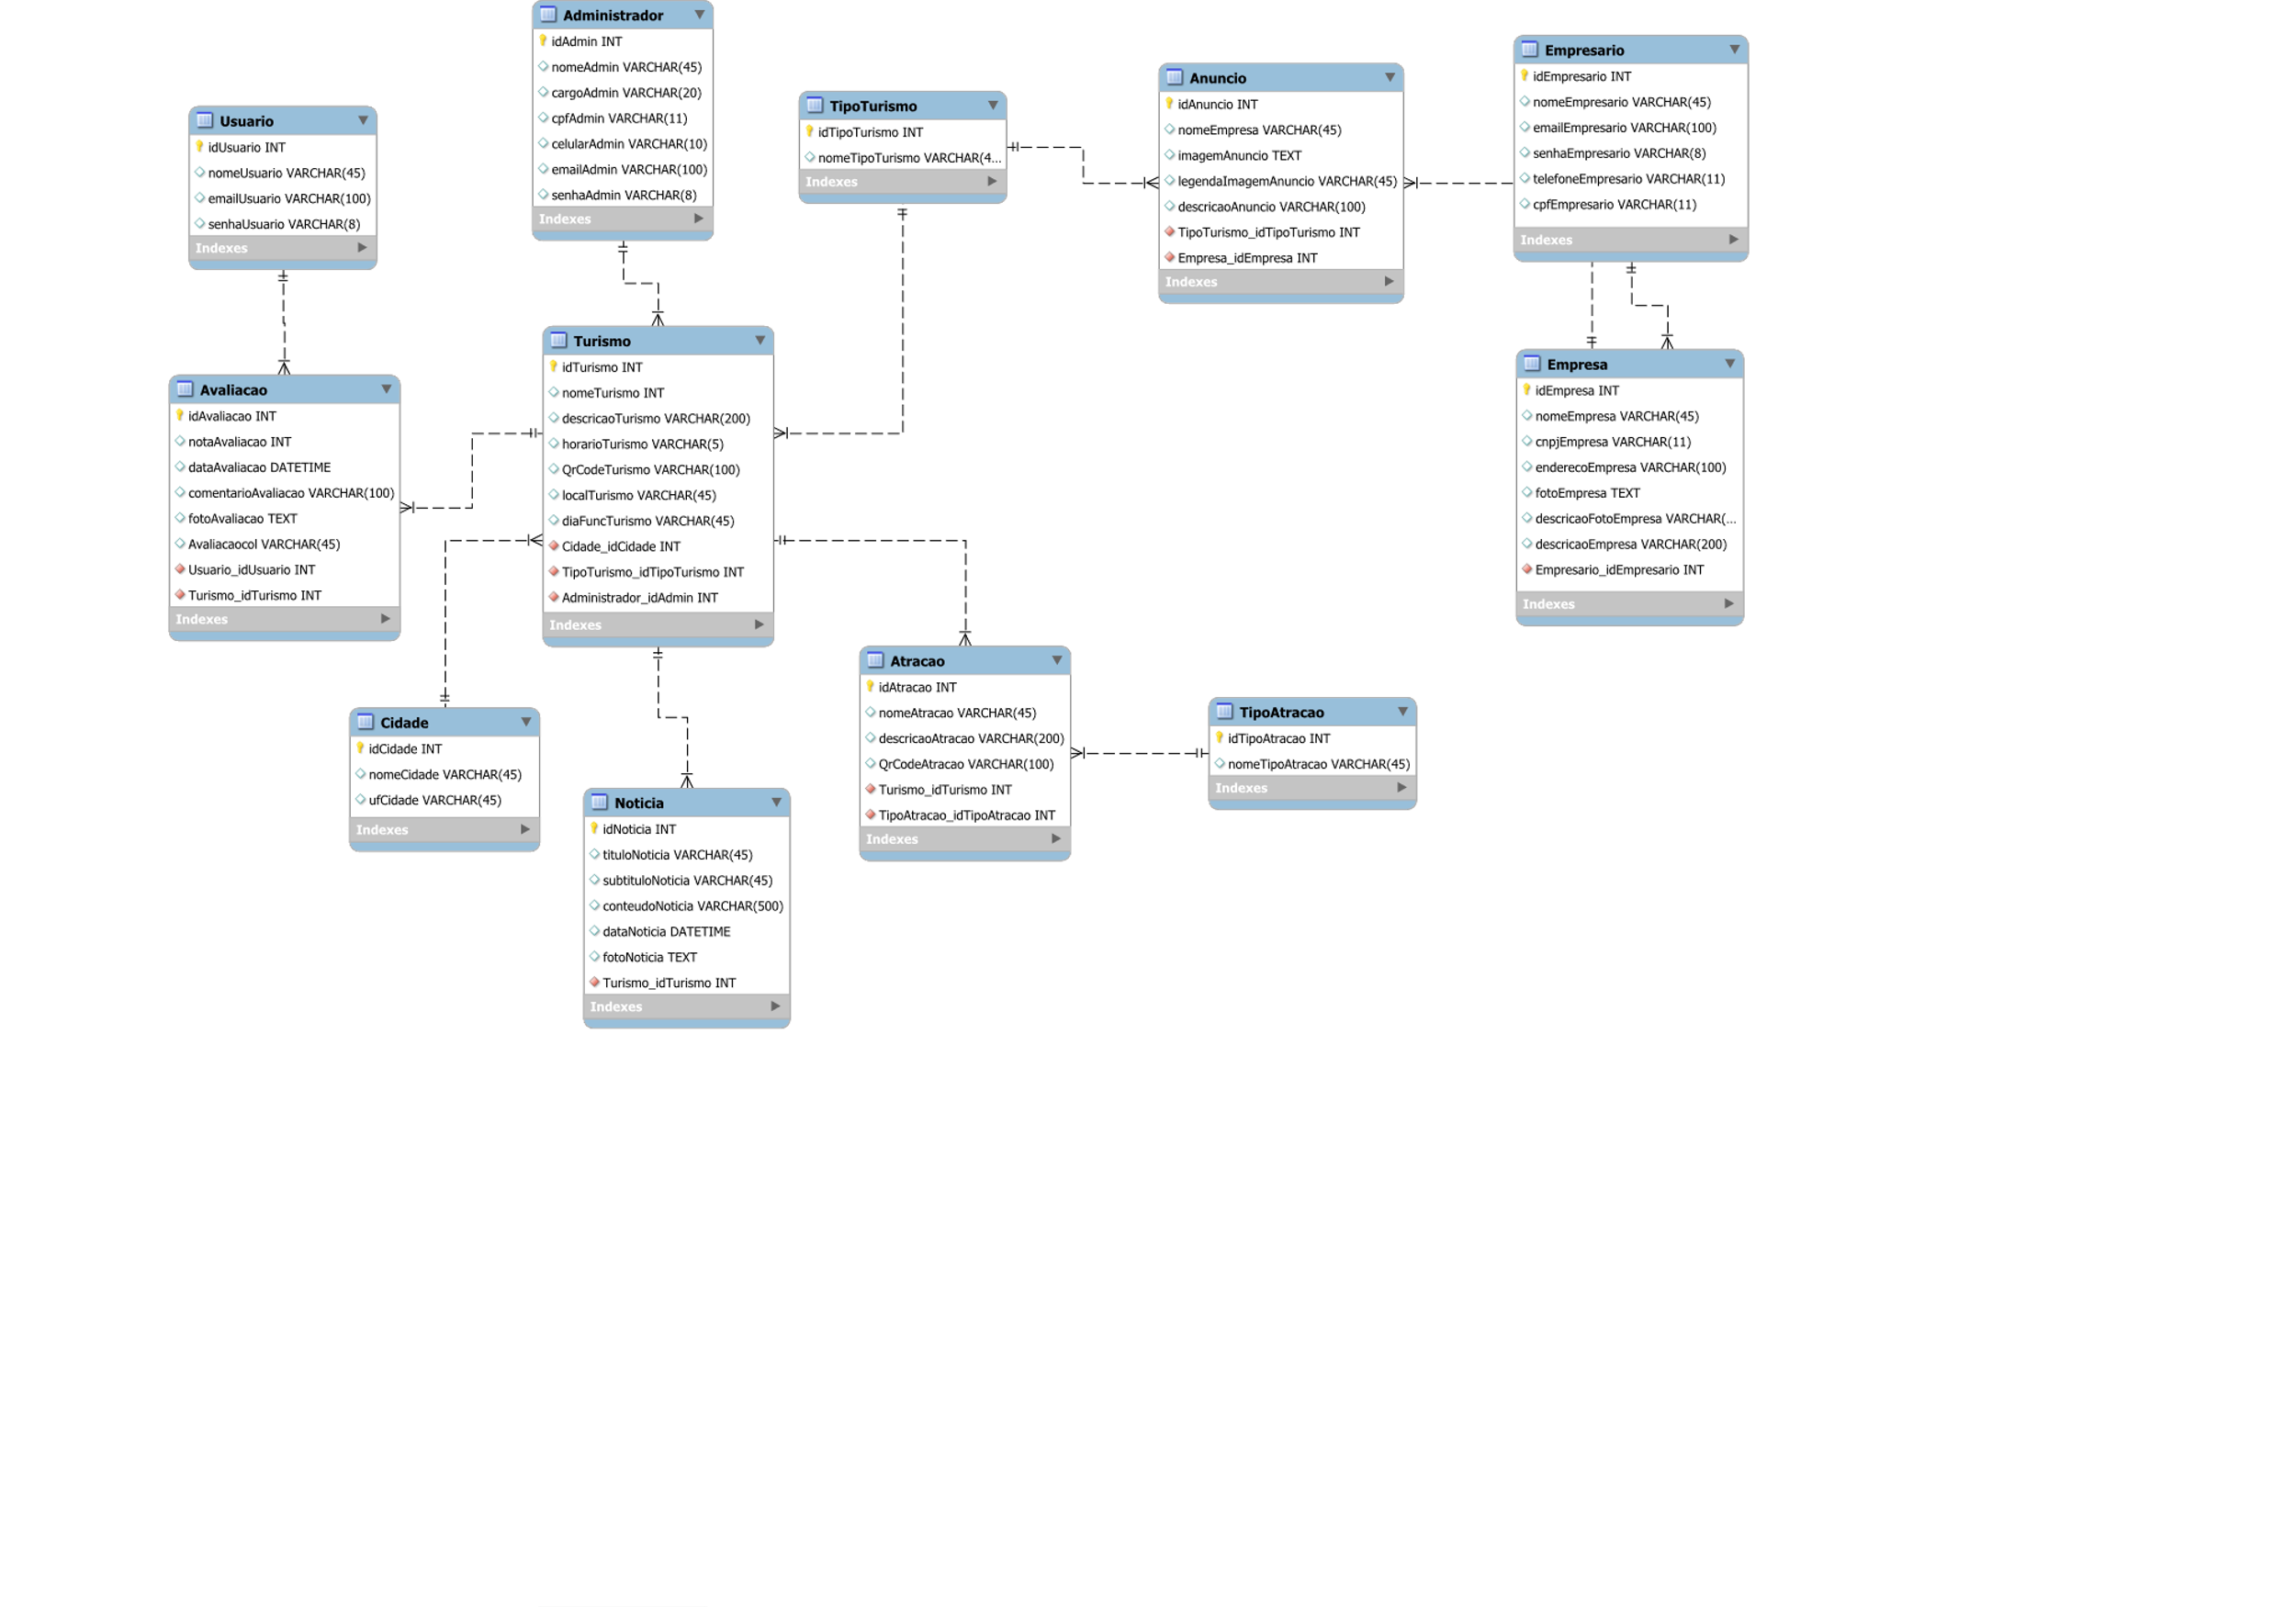 Administrador
idAdmin INT
nomeAdmin VARCHAR(45)
cargoAdmin VARCHAR(20)
cpfAdmin VARCHAR(11)
celularAdmin VARCHAR(10)
emailAdmin VARCHAR(100)
senhaAdmin VARCHAR(8)
Indexes
Empresario
idEmpresario INT
nomeEmpresario VARCHAR(45)
emailEmpresario VARCHAR(100)
senhaEmpresario VARCHAR(8)
telefoneEmpresario VARCHAR(11)
cpfEmpresario VARCHAR(11)
Indexes
Anuncio
idAnuncio INT
nomeEmpresa VARCHAR(45)
imagemAnuncio TEXT
legendaImagemAnuncio VARCHAR(45)
descricaoAnuncio VARCHAR(100)
TipoTurismo_idTipoTurismo INT
Empresa_idEmpresa INT
Indexes
TipoTurismo
idTipoTurismo INT
nomeTipoTurismo VARCHAR(4...
Indexes
Usuario
idUsuario INT
nomeUsuario VARCHAR(45)
emailUsuario VARCHAR(100)
senhaUsuario VARCHAR(8)
Indexes
Turismo
idTurismo INT
nomeTurismo INT
descricaoTurismo VARCHAR(200)
horarioTurismo VARCHAR(5)
QrCodeTurismo VARCHAR(100)
localTurismo VARCHAR(45)
diaFuncTurismo VARCHAR(45)
Cidade_idCidade INT
TipoTurismo_idTipoTurismo INT
Administrador_idAdmin INT
Indexes
Empresa
idEmpresa INT
nomeEmpresa VARCHAR(45)
cnpjEmpresa VARCHAR(11)
enderecoEmpresa VARCHAR(100)
fotoEmpresa TEXT
descricaoFotoEmpresa VARCHAR(...
descricaoEmpresa VARCHAR(200)
Empresario_idEmpresario INT
Indexes
Avaliacao
idAvaliacao INT
notaAvaliacao INT
dataAvaliacao DATETIME
comentarioAvaliacao VARCHAR(100)
fotoAvaliacao TEXT
Avaliacaocol VARCHAR(45)
Usuario_idUsuario INT
Turismo_idTurismo INT
Indexes
Atracao
idAtracao INT
nomeAtracao VARCHAR(45)
descricaoAtracao VARCHAR(200)
QrCodeAtracao VARCHAR(100)
Turismo_idTurismo INT
TipoAtracao_idTipoAtracao INT
Indexes
TipoAtracao
idTipoAtracao INT
nomeTipoAtracao VARCHAR(45)
Indexes
Cidade
idCidade INT
nomeCidade VARCHAR(45)
ufCidade VARCHAR(45)
Indexes
Noticia
idNoticia INT
tituloNoticia VARCHAR(45)
subtituloNoticia VARCHAR(45)
conteudoNoticia VARCHAR(500)
dataNoticia DATETIME
fotoNoticia TEXT
Turismo_idTurismo INT
Indexes